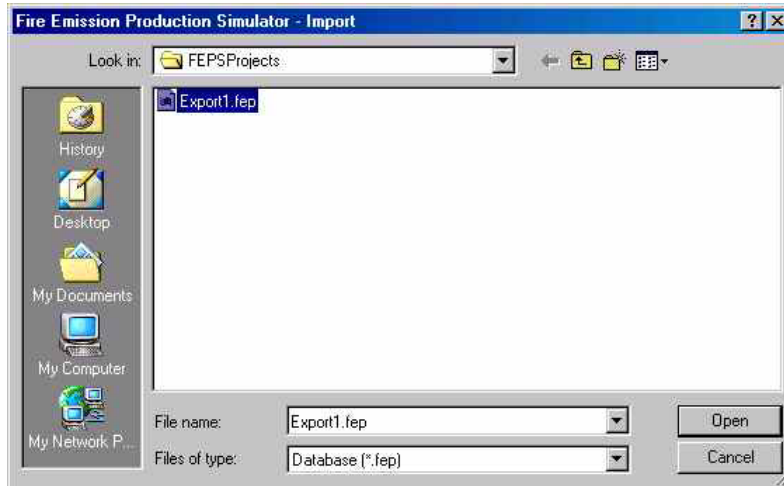 Fire Emission Production Simulator - Import
Look in: FEPSProjects
Export1.fep
History
Desktop
My Documents
My Computer
My Network P...
File name: Export1.fep Open
Files of type: Database (*.fep) Cancel